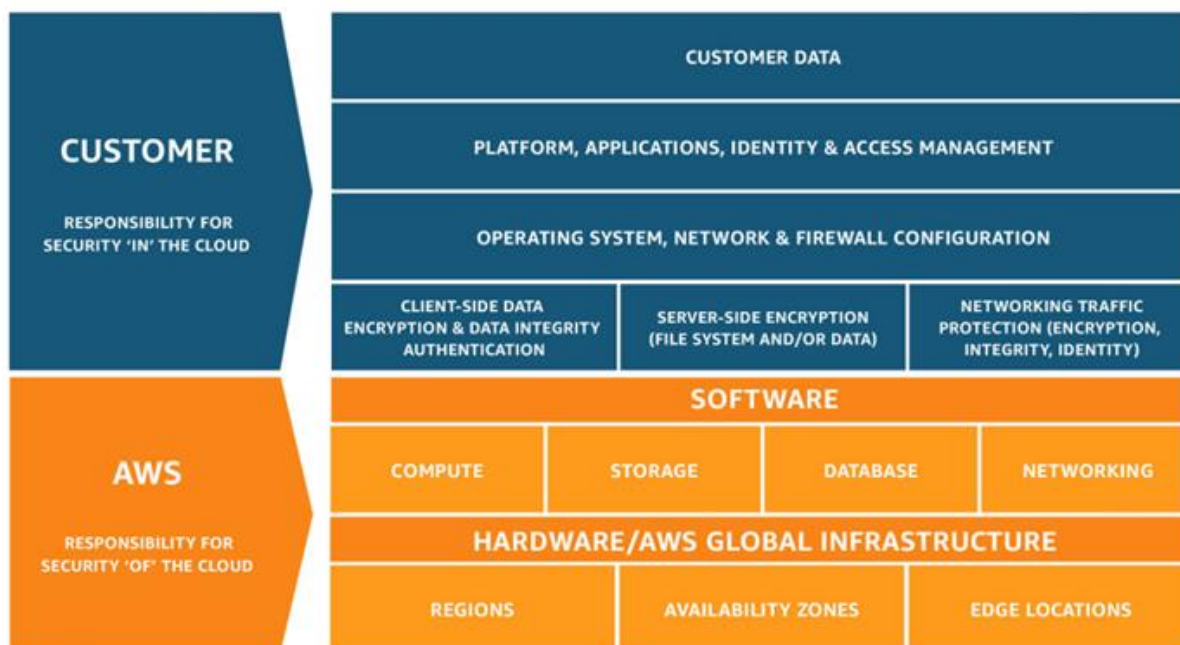 CUSTOMER
RESPONSIBILITY FOR
SECURITY ‘IN’ THE CLOUD
CUSTOMER DATA
PLATFORM, APPLICATIONS, IDENTITY & ACCESS MANAGEMENT
OPERATING SYSTEM, NETWORK & FIREWALL CONFIGURATION
CLIENT-SIDE DATA
ENCRYPTION & DATA INTEGRITY
AUTHENTICATION
SERVER-SIDE ENCRYPTION
(FILE SYSTEM AND/OR DATA)
NETWORKING TRAFFIC
PROTECTION (ENCRYPTION,
INTEGRITY, IDENTITY)
AWS
RESPONSIBILITY FOR
SECURITY ‘OF’ THE CLOUD
SOFTWARE
COMPUTE
STORAGE
DATABASE
NETWORKING
HARDWARE/AWS GLOBAL INFRASTRUCTURE
REGIONS
AVAILABILITY ZONES
EDGE LOCATIONS